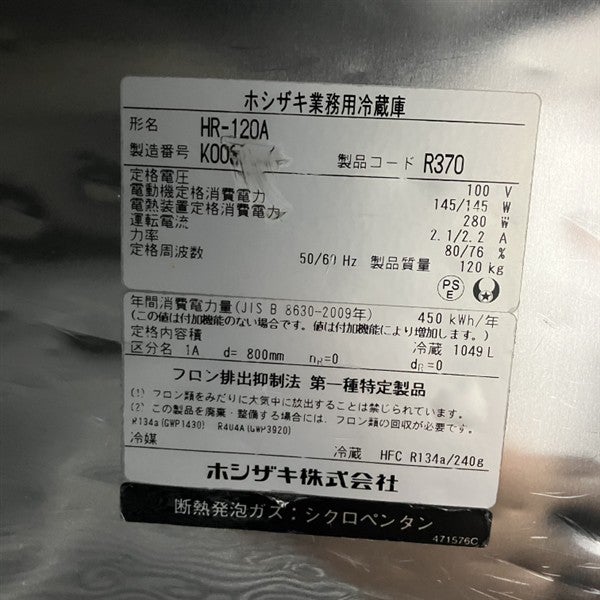 ホシザキ業務用冷蔵庫
形名 HR-120A
製造番号 製品コード R370
定格電圧 100 V
電動機定格消費電力 145/145 W
電熱装置定格消費電力 280 W
運転電流 2.1/2.2 A
力率 80/76 %
定格周波数 50/60 Hz 製品質量 120 kg
PS
E
年間消費電力量(JIS B 8630-2009年) 450 kWh/年
(この値は付加機能のない場合です。値は付加機能により増加します。)
定格内容積 冷蔵 1049 L
区分名 1A d= 800mm nR=0 dR=0
フロン排出抑制法 第一種特定製品
(1) フロン類をみだりに大気中に放出することは禁じられています。
(2) この製品を廃棄・整備する場合には、フロン類の回収が必要です。
R134a(GWP1430) R404A(GWP3920)
冷媒 冷蔵 HFC R134a/240g
ホシザキ株式会社
断熱発泡ガス:シクロペンタン
471576C